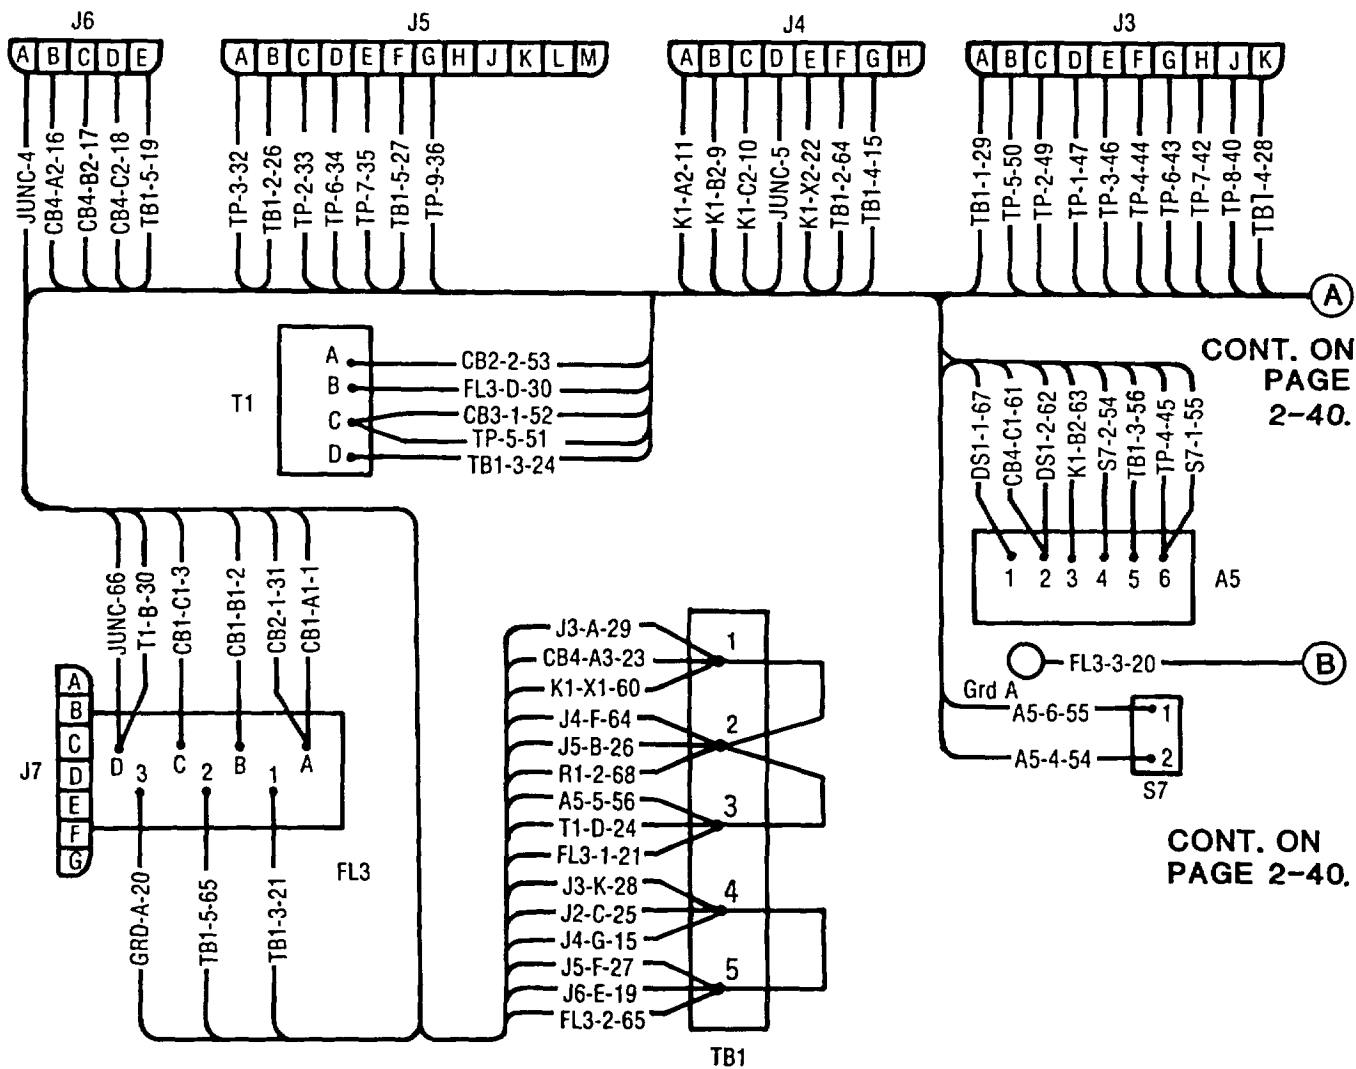 J6
J5
J4
J3
A B C D E
A B C D E F G H J K L M
A B C D E F G H
A B C D E F G H J K
JUNC-4
CB4-A2-16
CB4-B2-17
CB4-C2-18
TB1-5-19
TP-3-32
TB1-2-26
TP-2-33
TP-6-34
TP-7-35
TB1-5-27
TP-9-36
K1-A2-11
K1-B2-9
K1-C2-10
JUNC-5
K1-X2-22
TB1-2-64
TB1-4-15
TB1-1-29
TP-5-50
TP-2-49
TP-1-47
TP-3-46
TP-4-44
TP-6-43
TP-7-42
TP-8-40
TB1-4-28
A
CONT. ON
PAGE
2-40.
T1
A
B
C
D
CB2-2-53
FL3-D-30
CB3-1-52
TP-5-51
TB1-3-24
DS1-1-67
CB4-C1-61
DS1-2-62
K1-B2-63
S7-2-54
TB1-3-56
TP-4-45
S7-1-55
1 2 3 4 5 6
A5
JUNC-66
T1-B-30
CB1-C1-3
CB1-B1-2
CB2-1-31
CB1-A1-1
J7
A
B
C
D
E
F
G
D C B A
3 2 1
FL3
GRD-A-20
TB1-5-65
TB1-3-21
J3-A-29
CB4-A3-23
K1-X1-60
J4-F-64
J5-B-26
R1-2-68
A5-5-56
T1-D-24
FL3-1-21
J3-K-28
J2-C-25
J4-G-15
J5-F-27
J6-E-19
FL3-2-65
1
2
3
4
5
TB1
FL3-3-20
B
Grd A
A5-6-55
1
A5-4-54
2
S7
CONT. ON
PAGE 2-40.